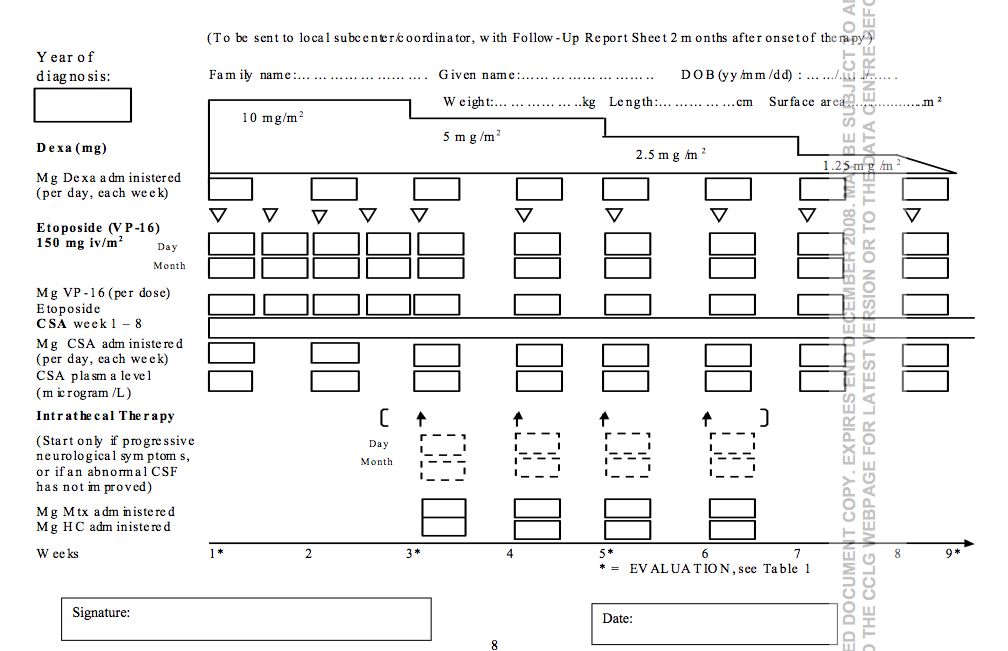 (To be sent to local subcenter/coordinator, with Follow-Up Report Sheet 2 months after onset of therapy)
Year of
diagnosis:
Family name:... ... ... ... ... ... ... . Given name:... ... ... ... ... ... ... .. DOB (yy/mm/dd) : ... .../... .../... ... .
Weight:... ... ... ... ..kg Length:... ... ... ...cm Surface area... ... ... ... ...m²
10 mg/m²
5 mg/m²
2.5 mg/m²
1.25 mg/m²
Dexa (mg)
Mg Dexa administered
(per day, each week)
Etoposide (VP-16)
150 mg iv/m²
Day
Month
Mg VP-16 (per dose)
Etoposide
CSA week 1 – 8
Mg CSA administered
(per day, each week)
CSA plasma level
(microgram/L)
Intrathecal Therapy [ ]
(Start only if progressive
neurological symptoms,
or if an abnormal CSF
has not improved)
Day
Month
Mg Mtx administered
Mg HC administered
Weeks 1* 2 3* 4 5* 6 7 8 9*
* = EVALUATION, see Table 1
Signature:
Date:
8
ED DOCUMENT COPY. EXPIRES END DECEMBER 2008. MAY BE SUBJECT TO
O THE CCLG WEBPAGE FOR LATEST VERSION OR TO THE DATA CENTRE BEFO